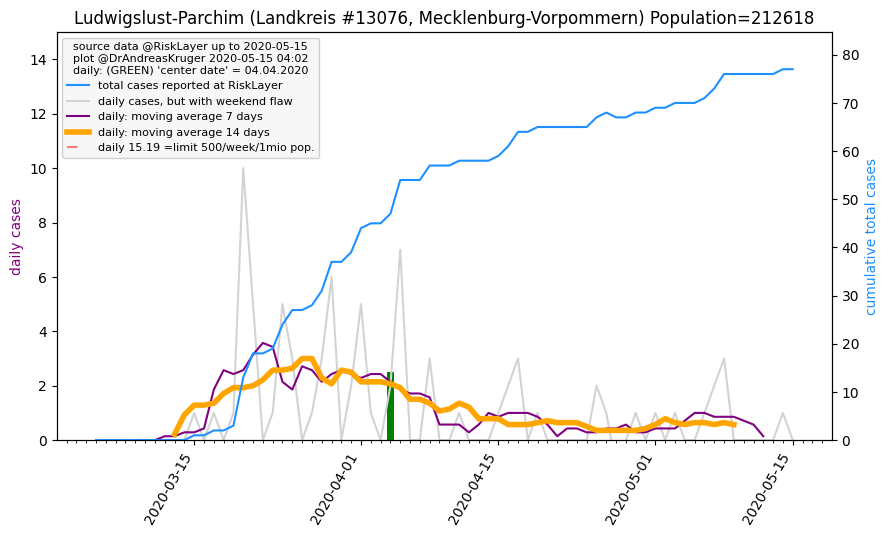 Ludwigslust-Parchim (Landkreis #13076, Mecklenburg-Vorpommern) Population=212618
source data @RiskLayer up to 2020-05-15
plot @DrAndreasKruger 2020-05-15 04:02
daily: (GREEN) 'center date' = 04.04.2020
total cases reported at RiskLayer
daily cases, but with weekend flaw
daily: moving average 7 days
daily: moving average 14 days
daily 15.19 =limit 500/week/1mio pop.
daily cases
14
12
10
8
6
4
2
0
cumulative total cases
80
70
60
50
40
30
20
10
0
2020-03-15
2020-04-01
2020-04-15
2020-05-01
2020-05-15